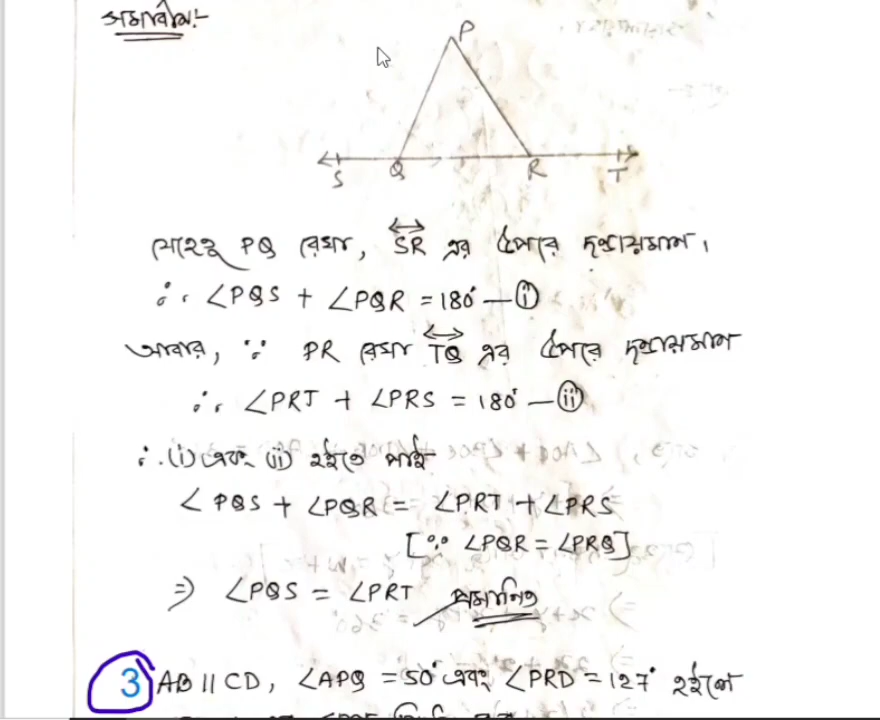 সমাধান:-
P
S Q R T
যেহেতু PQ রেখা, SR এর উপরে দণ্ডায়মান।
∴ ∠PQS + ∠PQR = 180° — (i)
আবার, ∵ PR রেখা TQ এর উপরে দণ্ডায়মান
∴ ∠PRT + ∠PRS = 180° — (ii)
∴ (i) এবং (ii) হইতে পাই
∠PQS + ∠PQR = ∠PRT + ∠PRS
[∵ ∠PQR = ∠PRQ]
⇒ ∠PQS = ∠PRT প্রমাণিত
3 AB || CD, ∠APQ = 50° এবং ∠PRD = 127° হইলে